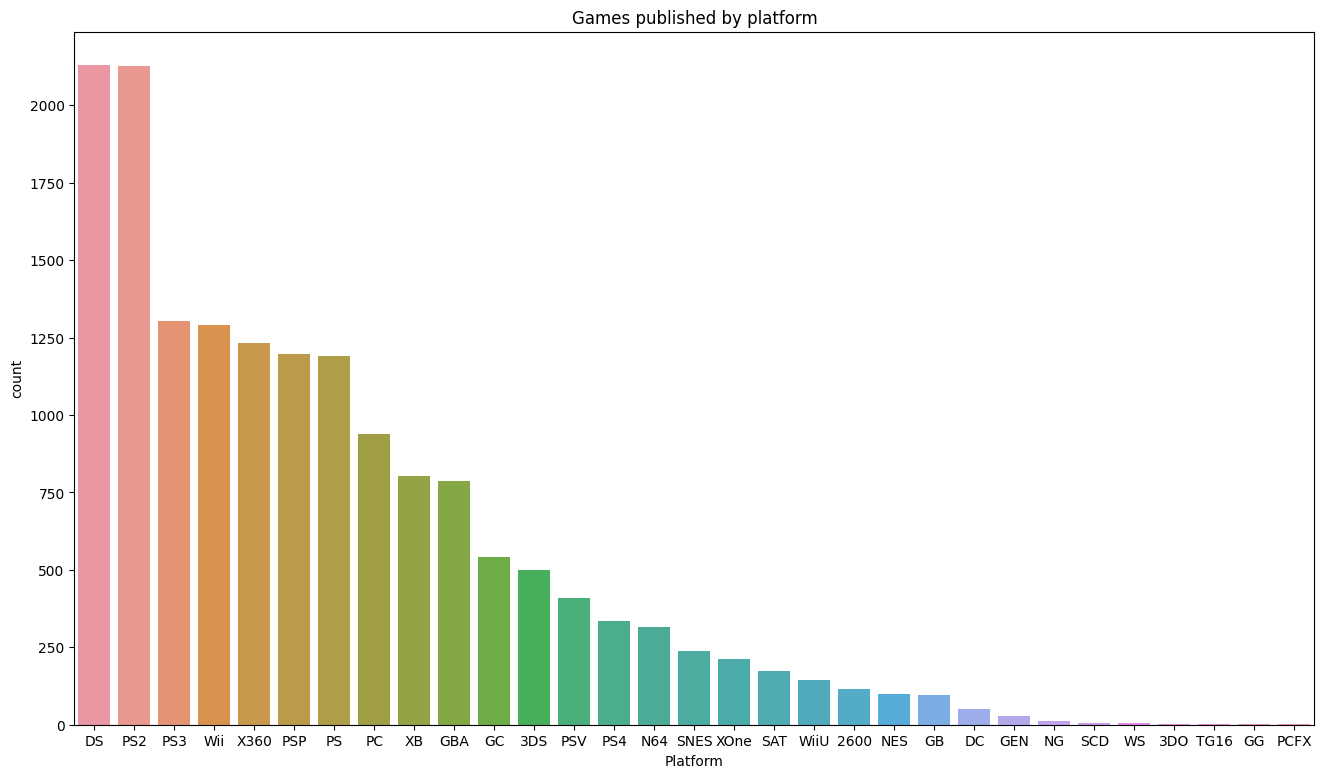 Games published by platform
2000
1750
1500
1250
1000
750
500
250
0
count
DS PS2 PS3 Wii X360 PSP PS PC XB GBA GC 3DS PSV PS4 N64 SNES XOne SAT WiiU 2600 NES GB DC GEN NG SCD WS 3DO TG16 GG PCFX
Platform